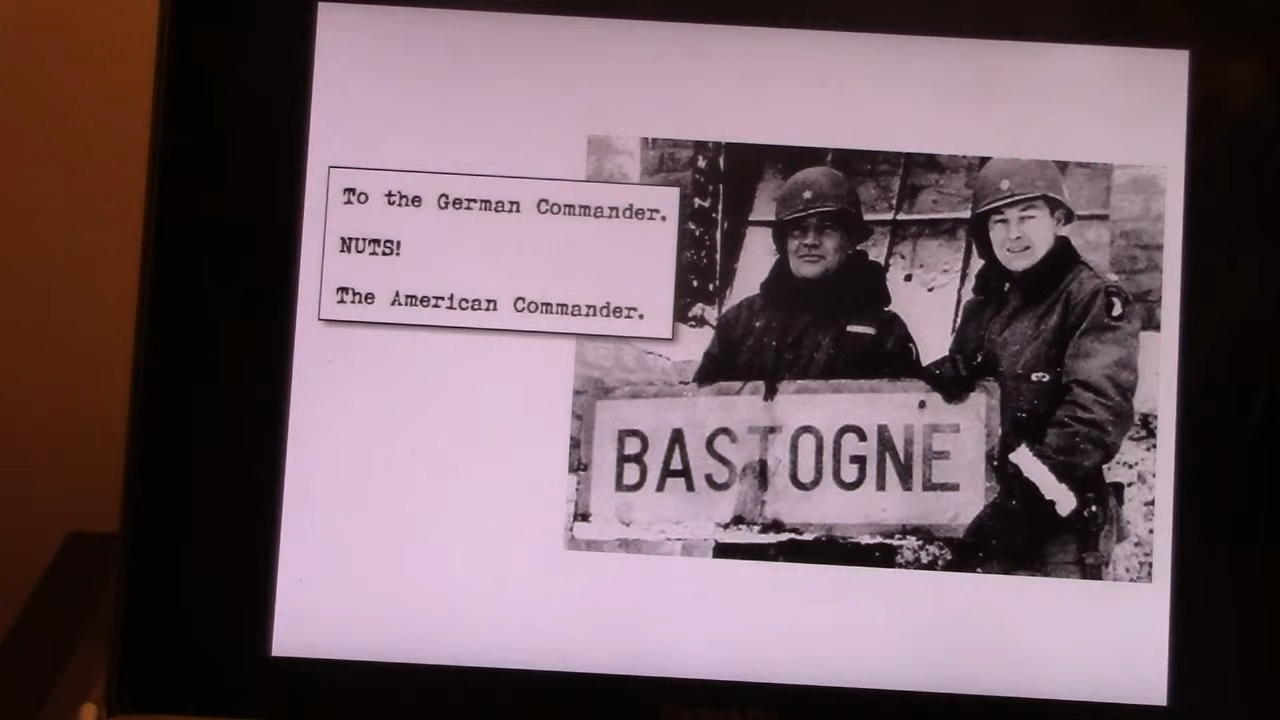 To the German Commander.
NUTS!
The American Commander.
BASTOGNE